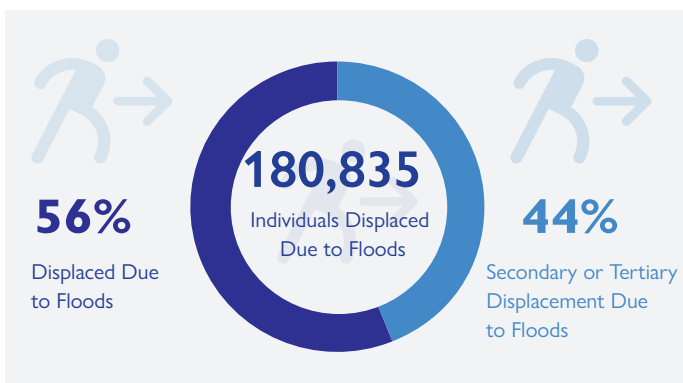 56%
Displaced Due
to Floods
180,835
Individuals Displaced
Due to Floods
44%
Secondary or Tertiary
Displacement Due
to Floods